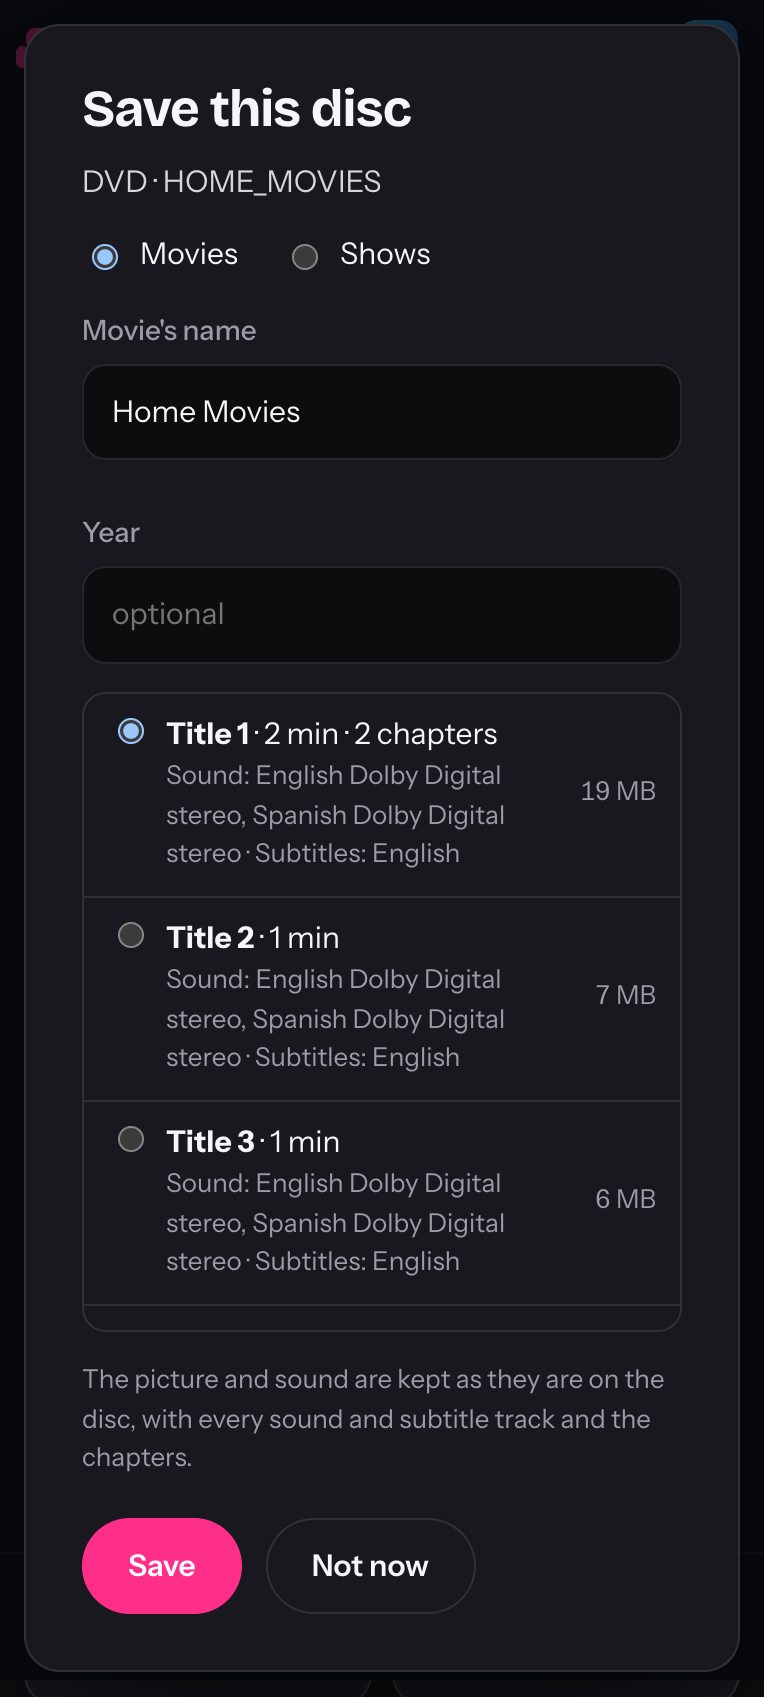 Save this disc
DVD · HOME_MOVIES
Movies
Shows
Movie's name
Home Movies
Year
optional
Title 1 · 2 min · 2 chapters
Sound: English Dolby Digital
stereo, Spanish Dolby Digital
stereo · Subtitles: English
19 MB
Title 2 · 1 min
Sound: English Dolby Digital
stereo, Spanish Dolby Digital
stereo · Subtitles: English
7 MB
Title 3 · 1 min
Sound: English Dolby Digital
stereo, Spanish Dolby Digital
stereo · Subtitles: English
6 MB
The picture and sound are kept as they are on the
disc, with every sound and subtitle track and the
chapters.
Save
Not now